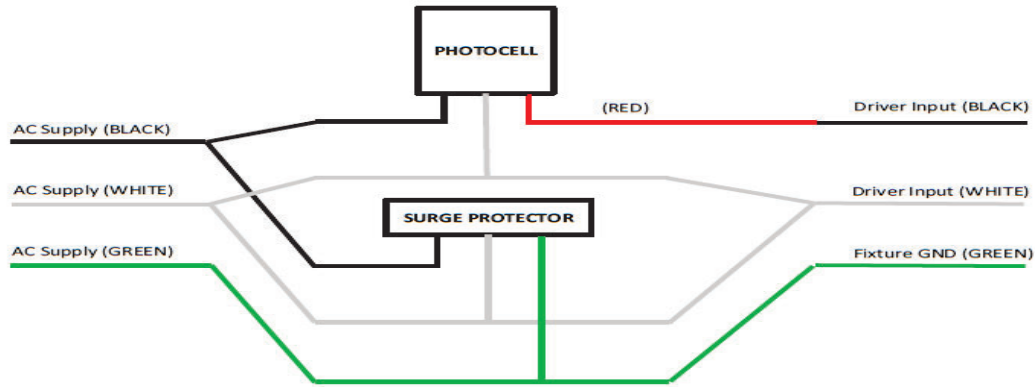 PHOTOCELL
(RED)
Driver Input (BLACK)
AC Supply (BLACK)
AC Supply (WHITE)
Driver Input (WHITE)
SURGE PROTECTOR
AC Supply (GREEN)
Fixture GND (GREEN)